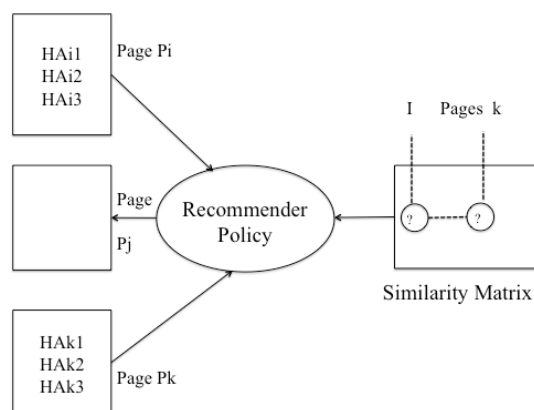 HAi1
HAi2
HAi3
Page Pi
I Pages k
Page
Pj
Recommender
Policy
? ?
Similarity Matrix
HAk1
HAk2
HAk3
Page Pk